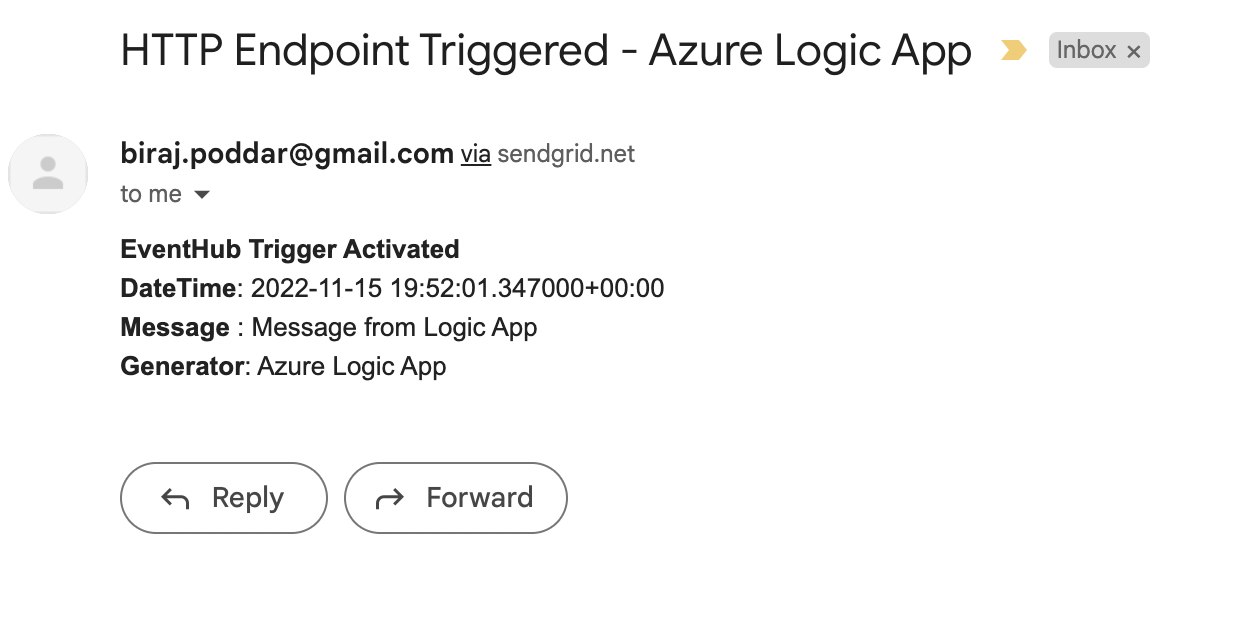 HTTP Endpoint Triggered - Azure Logic App Inbox ×
biraj.poddar@gmail.com via sendgrid.net
to me
EventHub Trigger Activated
DateTime: 2022-11-15 19:52:01.347000+00:00
Message : Message from Logic App
Generator: Azure Logic App
Reply Forward